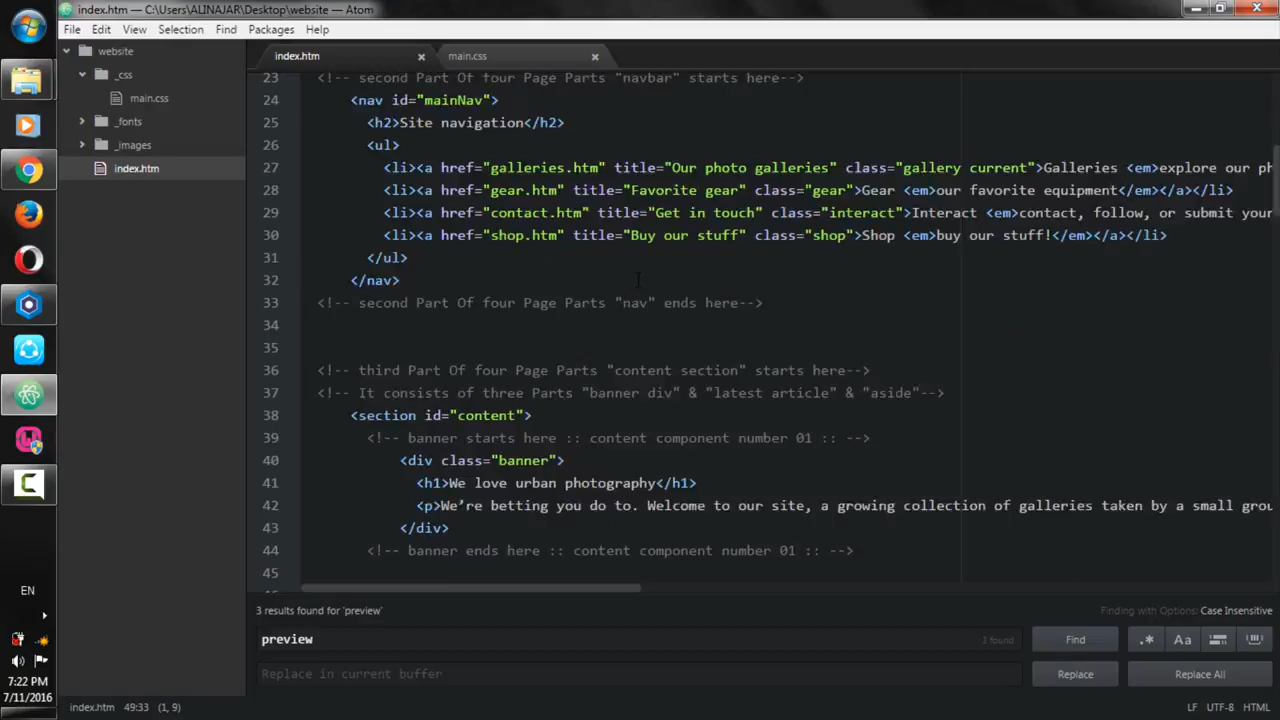 index.htm — C:\Users\ALINAJAR\Desktop\website — Atom
File Edit View Selection Find Packages Help
website
_css
main.css
_fonts
_images
index.htm
index.htm main.css
23 <!-- second Part Of four Page Parts "navbar" starts here-->
24 <nav id="mainNav">
25 <h2>Site navigation</h2>
26 <ul>
27 <li><a href="galleries.htm" title="Our photo galleries" class="gallery current">Galleries <em>explore our ph
28 <li><a href="gear.htm" title="Favorite gear" class="gear">Gear <em>our favorite equipment</em></a></li>
29 <li><a href="contact.htm" title="Get in touch" class="interact">Interact <em>contact, follow, or submit your
30 <li><a href="shop.htm" title="Buy our stuff" class="shop">Shop <em>buy our stuff!</em></a></li>
31 </ul>
32 </nav>
33 <!-- second Part Of four Page Parts "nav" ends here-->
34
35
36 <!-- third Part Of four Page Parts "content section" starts here-->
37 <!-- It consists of three Parts "banner div" & "latest article" & "aside"-->
38 <section id="content">
39 <!-- banner starts here :: content component number 01 :: -->
40 <div class="banner">
41 <h1>We love urban photography</h1>
42 <p>We’re betting you do to. Welcome to our site, a growing collection of galleries taken by a small grou
43 </div>
44 <!-- banner ends here :: content component number 01 :: -->
45
3 results found for 'preview' Finding with Options: Case Insensitive
preview 3 found Find .* Aa
Replace in current buffer Replace Replace All
index.htm 49:33 (1, 9) LF UTF-8 HTML
EN
7:22 PM
7/11/2016